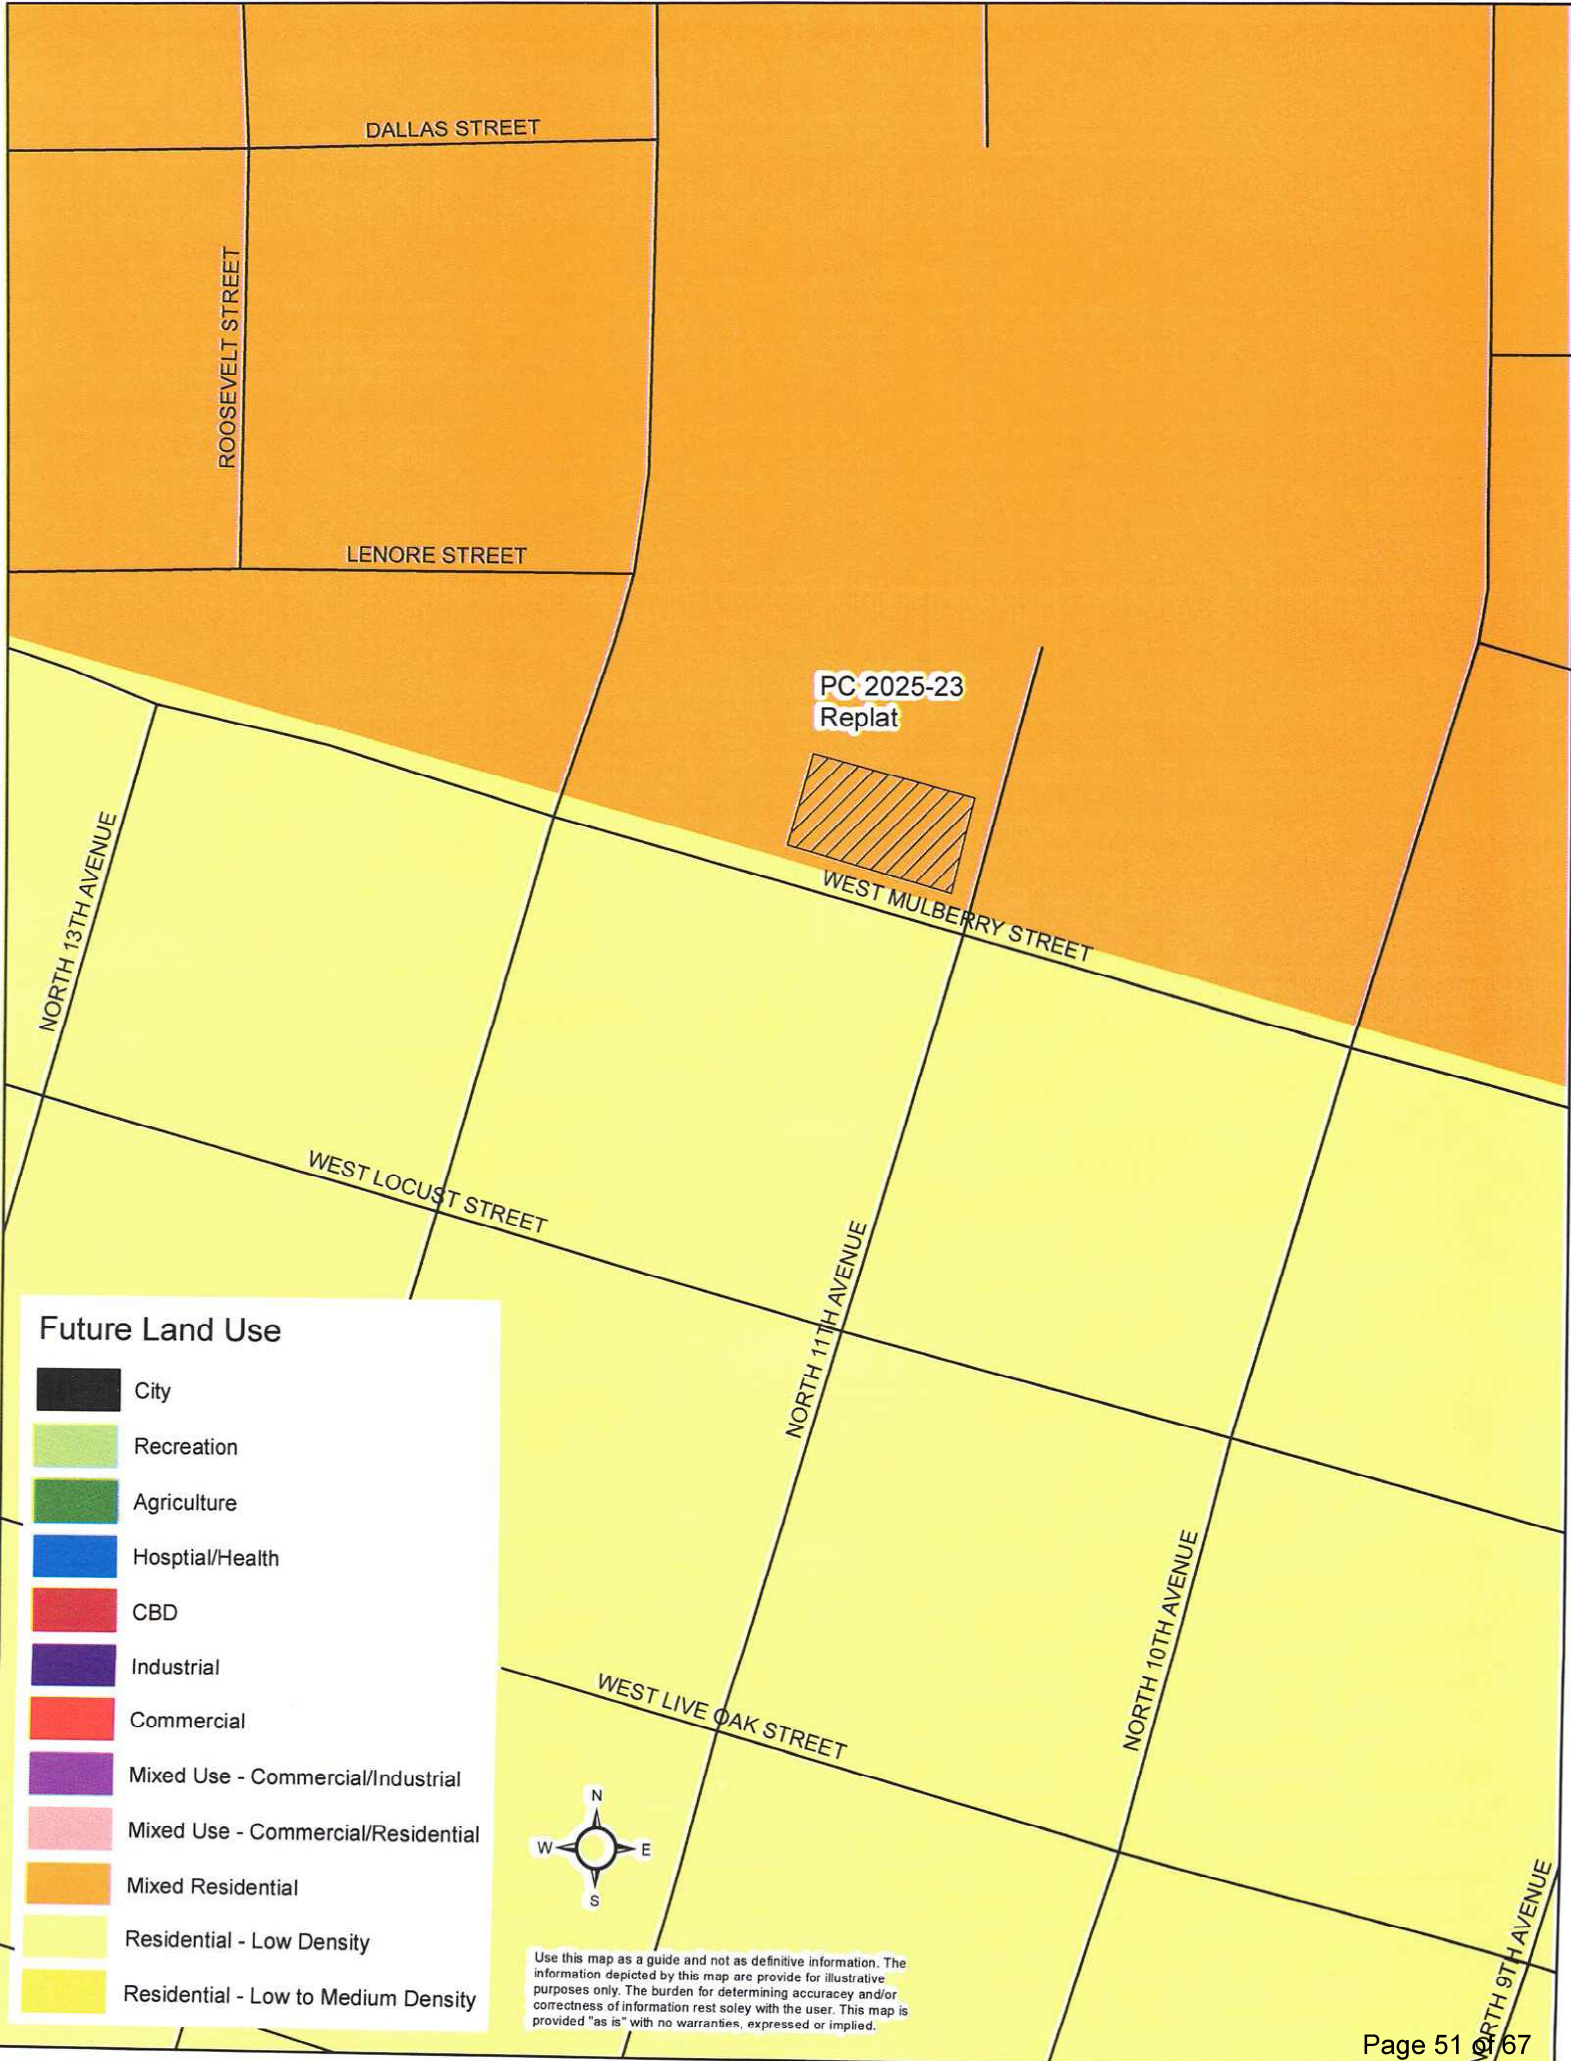 DALLAS STREET
ROOSEVELT STREET
LENORE STREET
PC 2025-23
Replat
WEST MULBERRY STREET
NORTH 13TH AVENUE
WEST LOCUST STREET
NORTH 11TH AVENUE
NORTH 10TH AVENUE
WEST LIVE OAK STREET
NORTH 9TH AVENUE
Future Land Use
City
Recreation
Agriculture
Hosptial/Health
CBD
Industrial
Commercial
Mixed Use - Commercial/Industrial
Mixed Use - Commercial/Residential
Mixed Residential
Residential - Low Density
Residential - Low to Medium Density
N
W E
S
Use this map as a guide and not as definitive information. The
information depicted by this map are provide for illustrative
purposes only. The burden for determining accuracey and/or
correctness of information rest soley with the user. This map is
provided "as is" with no warranties, expressed or implied.
Page 51 of 67